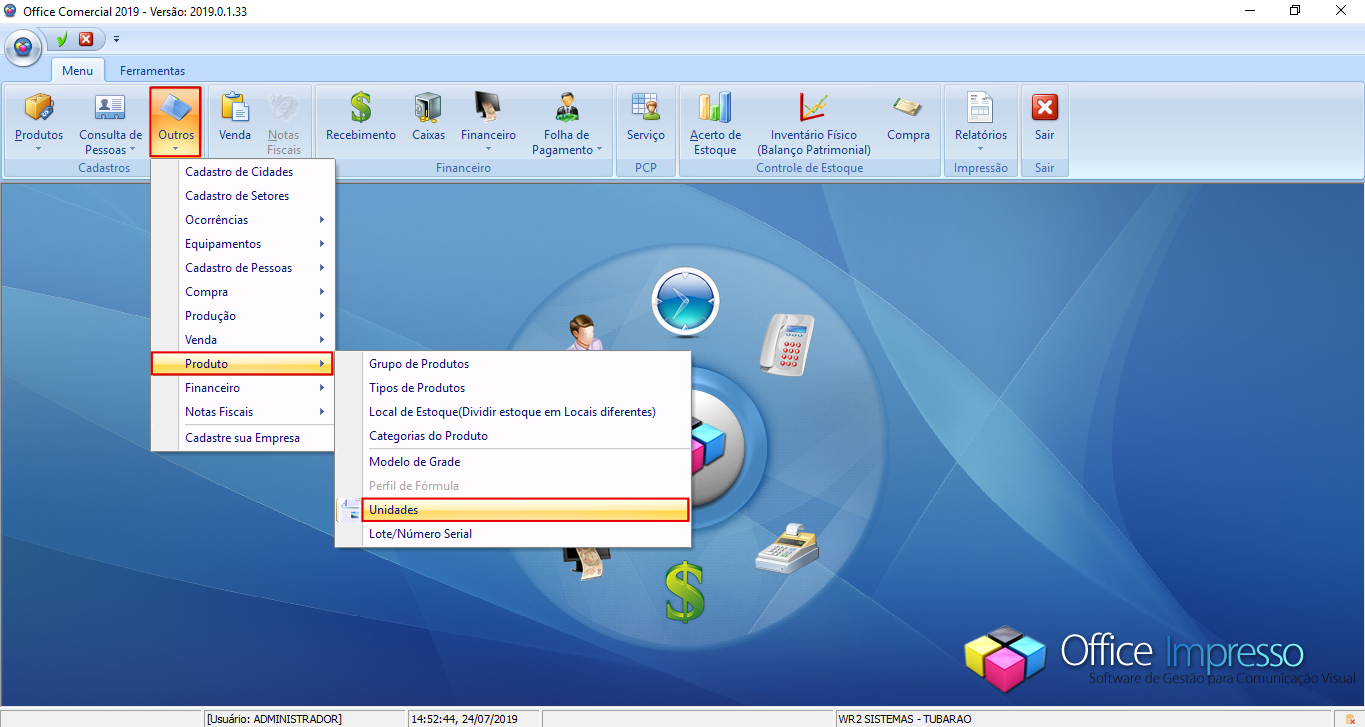 Office Comercial 2019 - Versão: 2019.0.1.33
Menu
Ferramentas
Produtos
Consulta de
Pessoas
Outros
Cadastros
Venda
Notas
Fiscais
Recebimento
Caixas
Financeiro
Folha de
Pagamento
Financeiro
Serviço
PCP
Acerto de
Estoque
Inventário Físico
(Balanço Patrimonial)
Compra
Controle de Estoque
Relatórios
Impressão
Sair
Sair
Cadastro de Cidades
Cadastro de Setores
Ocorrências
Equipamentos
Cadastro de Pessoas
Compra
Produção
Venda
Produto
Financeiro
Notas Fiscais
Cadastre sua Empresa
Grupo de Produtos
Tipos de Produtos
Local de Estoque(Dividir estoque em Locais diferentes)
Categorias do Produto
Modelo de Grade
Perfil de Fórmula
Unidades
Lote/Número Serial
Office Impresso
Software de Gestão para Comunicação Visual
[Usuário: ADMINISTRADOR]
14:52:44, 24/07/2019
WR2 SISTEMAS - TUBARAO